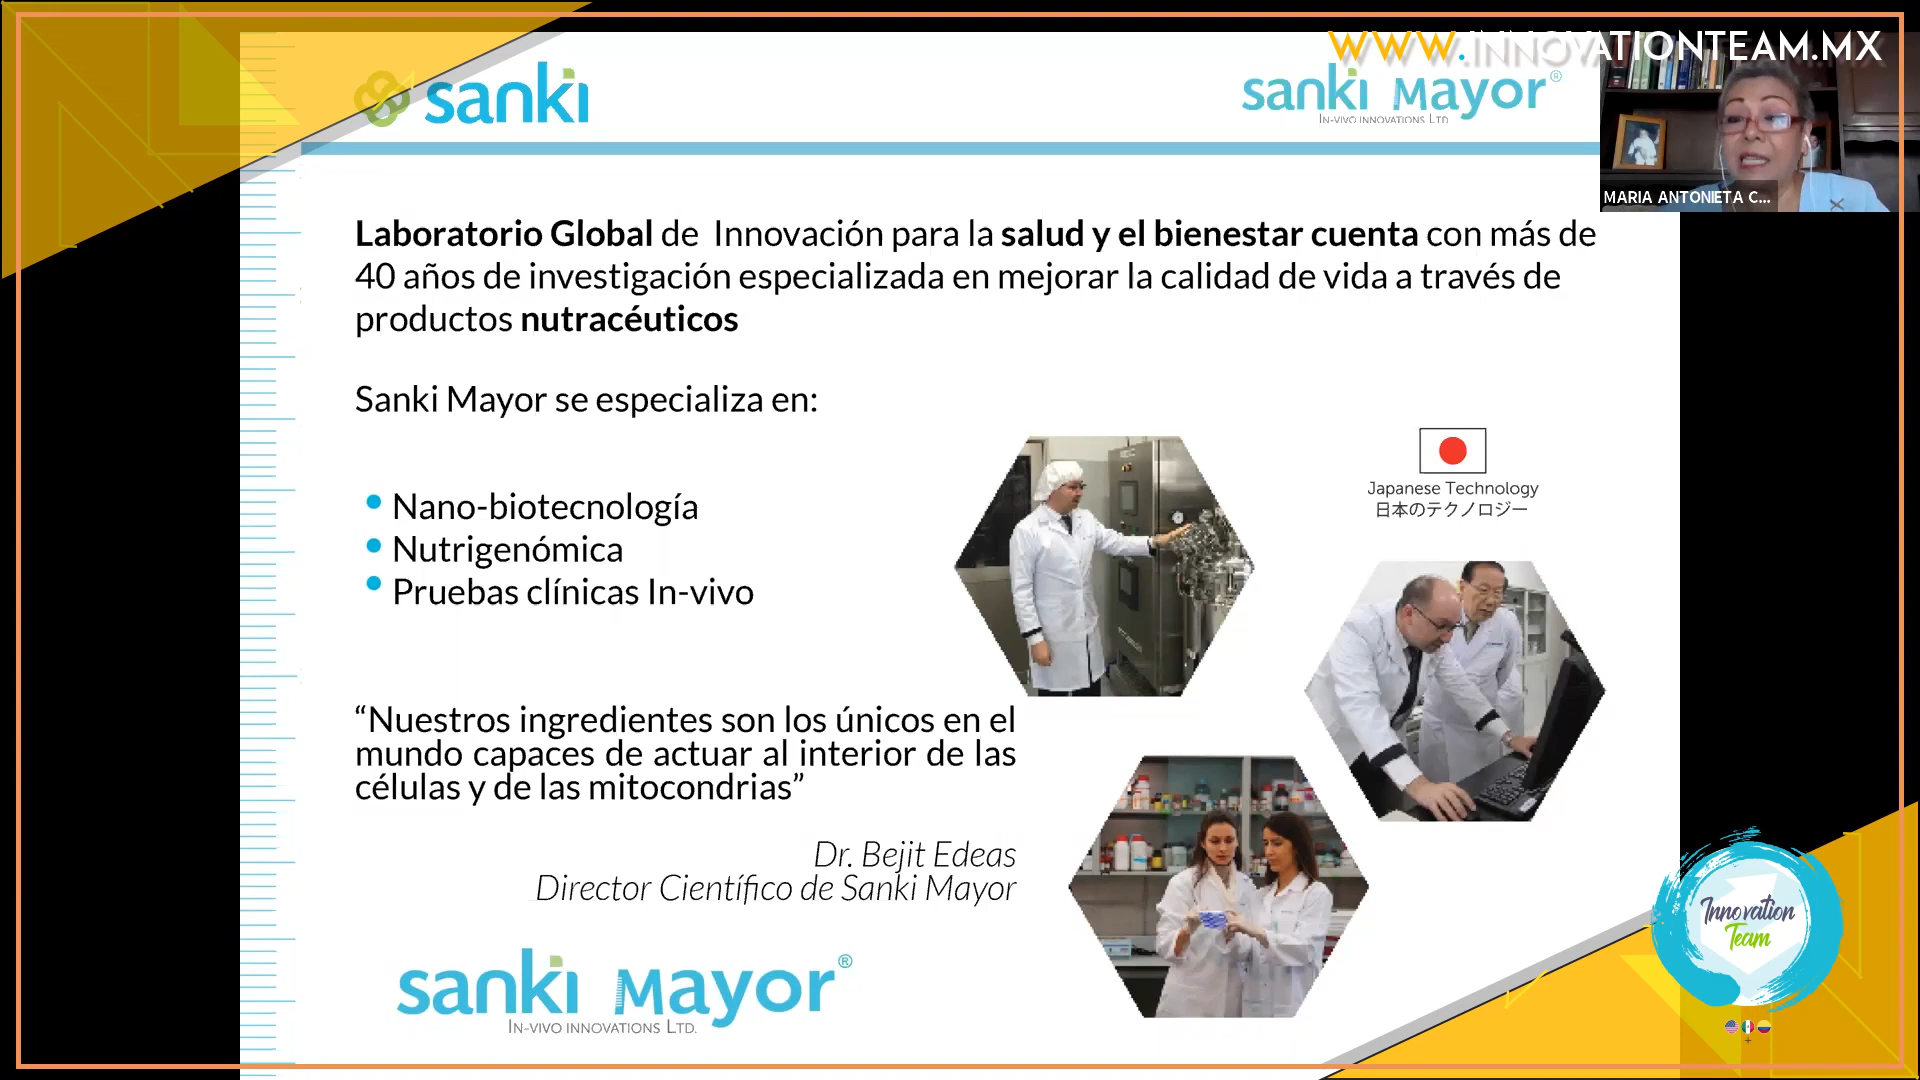 WWW.INNOVATIONTEAM.MX
sanki
sanki Mayor®
IN-VIVO INNOVATIONS LTD
MARIA ANTONIETA C...
Laboratorio Global de Innovación para la salud y el bienestar cuenta con más de
40 años de investigación especializada en mejorar la calidad de vida a través de
productos nutracéuticos
Sanki Mayor se especializa en:
Nano-biotecnología
Nutrigenómica
Pruebas clínicas In-vivo
Japanese Technology
日本のテクノロジー
“Nuestros ingredientes son los únicos en el
mundo capaces de actuar al interior de las
células y de las mitocondrias”
Dr. Bejit Edeas
Director Científico de Sanki Mayor
sanki Mayor®
IN-VIVO INNOVATIONS LTD.
Innovation
Team
+